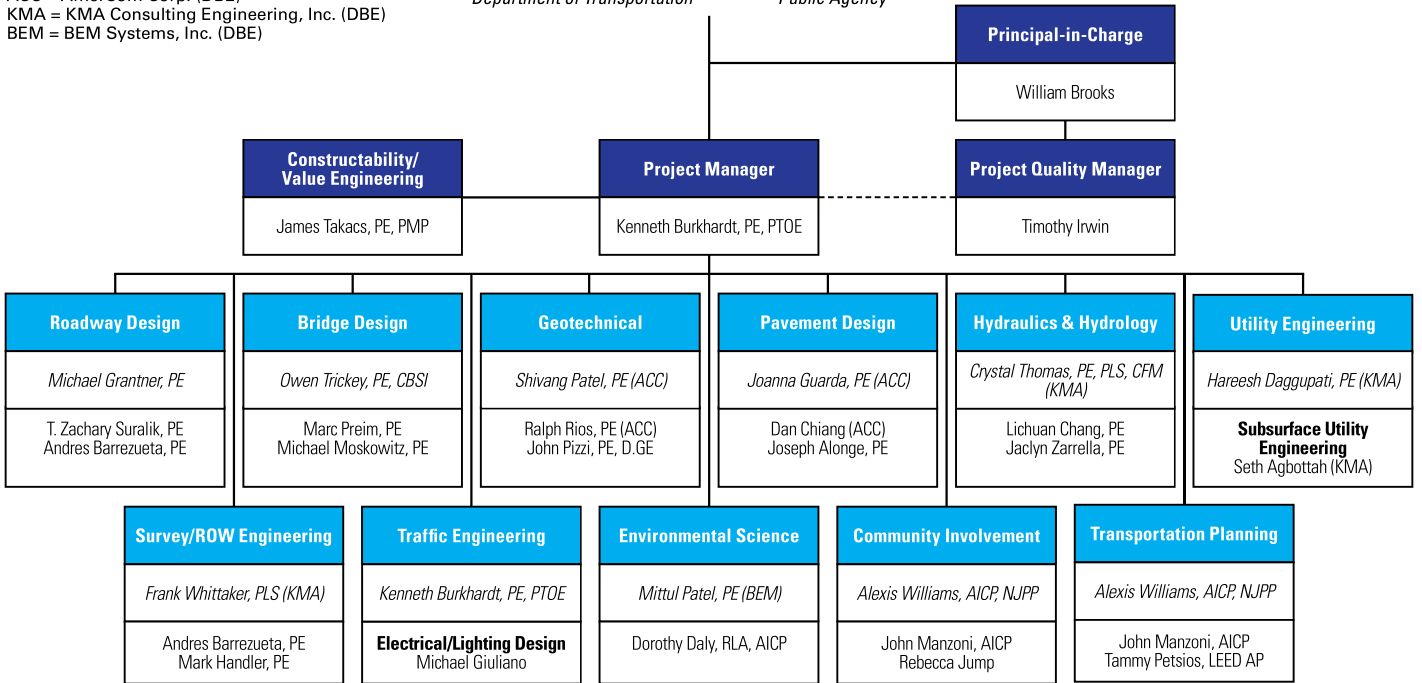 KMA = KMA Consulting Engineering, Inc. (DBE)
BEM = BEM Systems, Inc. (DBE)
Department of Transportation
Public Agency
Principal-in-Charge
William Brooks
Constructability/
Value Engineering
James Takacs, PE, PMP
Project Manager
Kenneth Burkhardt, PE, PTOE
Project Quality Manager
Timothy Irwin
Roadway Design
Michael Grantner, PE
T. Zachary Suralik, PE
Andres Barrezueta, PE
Bridge Design
Owen Trickey, PE, CBSI
Marc Preim, PE
Michael Moskowitz, PE
Geotechnical
Shivang Patel, PE (ACC)
Ralph Rios, PE (ACC)
John Pizzi, PE, D.GE
Pavement Design
Joanna Guarda, PE (ACC)
Dan Chiang (ACC)
Joseph Alonge, PE
Hydraulics & Hydrology
Crystal Thomas, PE, PLS, CFM
(KMA)
Lichuan Chang, PE
Jaclyn Zarrella, PE
Utility Engineering
Hareesh Daggupati, PE (KMA)
Subsurface Utility
Engineering
Seth Agbottah (KMA)
Survey/ROW Engineering
Frank Whittaker, PLS (KMA)
Andres Barrezueta, PE
Mark Handler, PE
Traffic Engineering
Kenneth Burkhardt, PE, PTOE
Electrical/Lighting Design
Michael Giuliano
Environmental Science
Mittul Patel, PE (BEM)
Dorothy Daly, RLA, AICP
Community Involvement
Alexis Williams, AICP, NJPP
John Manzoni, AICP
Rebecca Jump
Transportation Planning
Alexis Williams, AICP, NJPP
John Manzoni, AICP
Tammy Petsios, LEED AP